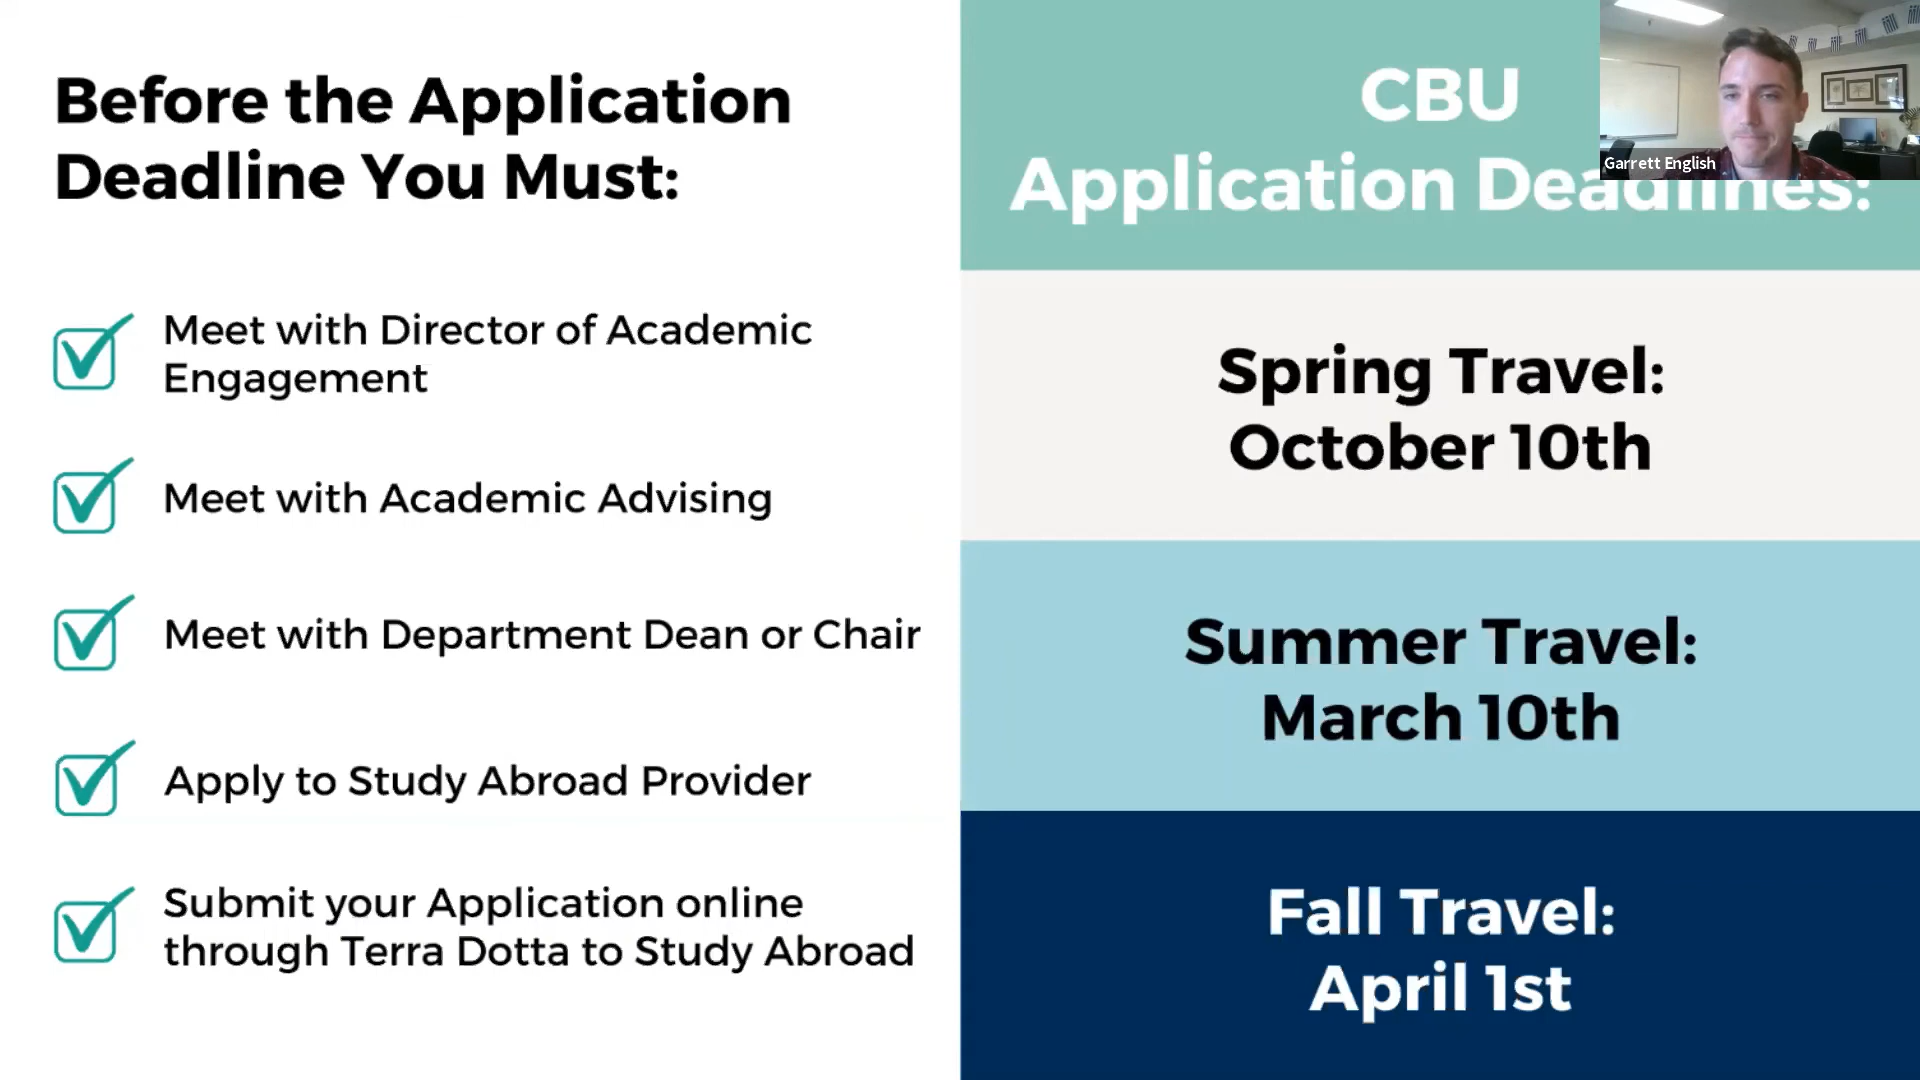 Before the Application
Deadline You Must:
Meet with Director of Academic
Engagement
Meet with Academic Advising
Meet with Department Dean or Chair
Apply to Study Abroad Provider
Submit your Application online
through Terra Dotta to Study Abroad
CBU
Application Deadlines:
Garrett English
Spring Travel:
October 10th
Summer Travel:
March 10th
Fall Travel:
April 1st